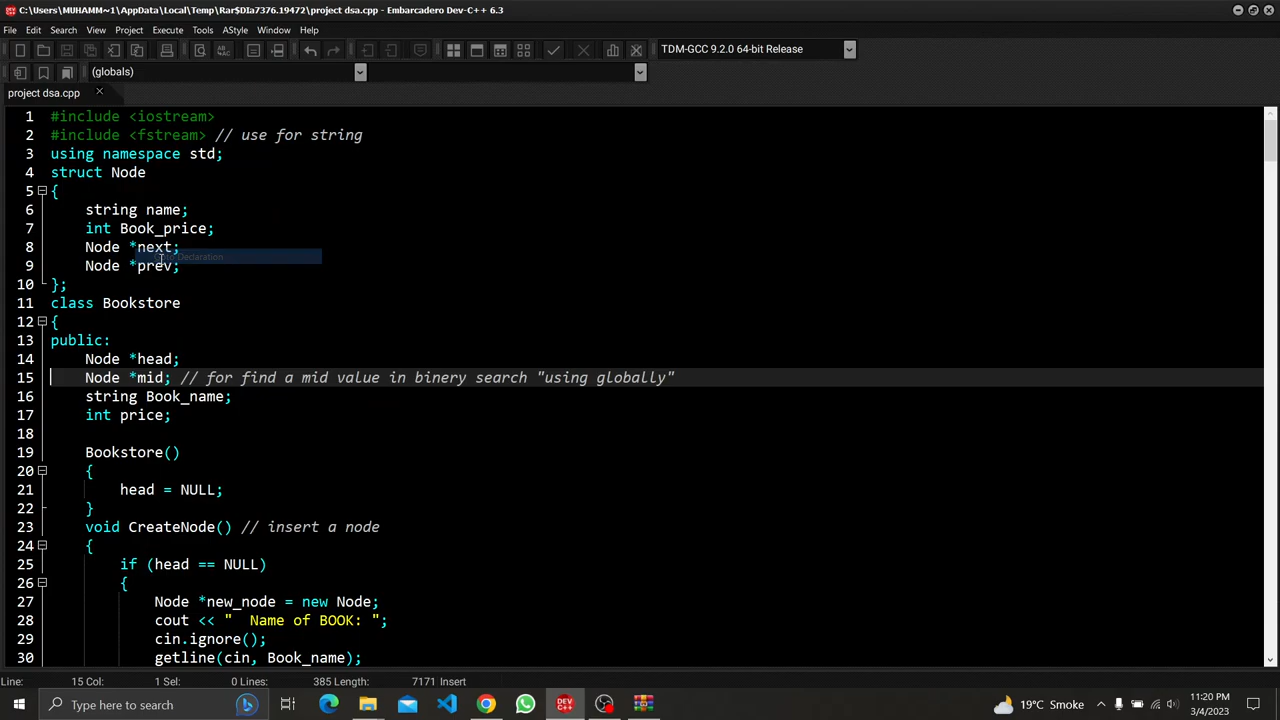 C:\Users\MUHAMM~1\AppData\Local\Temp\Rar$DIa7376.19472\project dsa.cpp - Embarcadero Dev-C++ 6.3
File Edit Search View Project Execute Tools AStyle Window Help
TDM-GCC 9.2.0 64-bit Release
(globals)
project dsa.cpp
1 #include <iostream>
2 #include <fstream> // use for string
3 using namespace std;
4 struct Node
5 {
6 string name;
7 int Book_price;
8 Node *next;
Goto Declaration
9 Node *prev;
10 };
11 class Bookstore
12 {
13 public:
14 Node *head;
15 Node *mid; // for find a mid value in binery search "using globally"
16 string Book_name;
17 int price;
18
19 Bookstore()
20 {
21 head = NULL;
22 }
23 void CreateNode() // insert a node
24 {
25 if (head == NULL)
26 {
27 Node *new_node = new Node;
28 cout << "  Name of BOOK: ";
29 cin.ignore();
30 getline(cin, Book_name);
Line: 15 Col: 1 Sel: 0 Lines: 385 Length: 7171 Insert
Type here to search
DEV C++
19°C Smoke
11:20 PM
3/4/2023